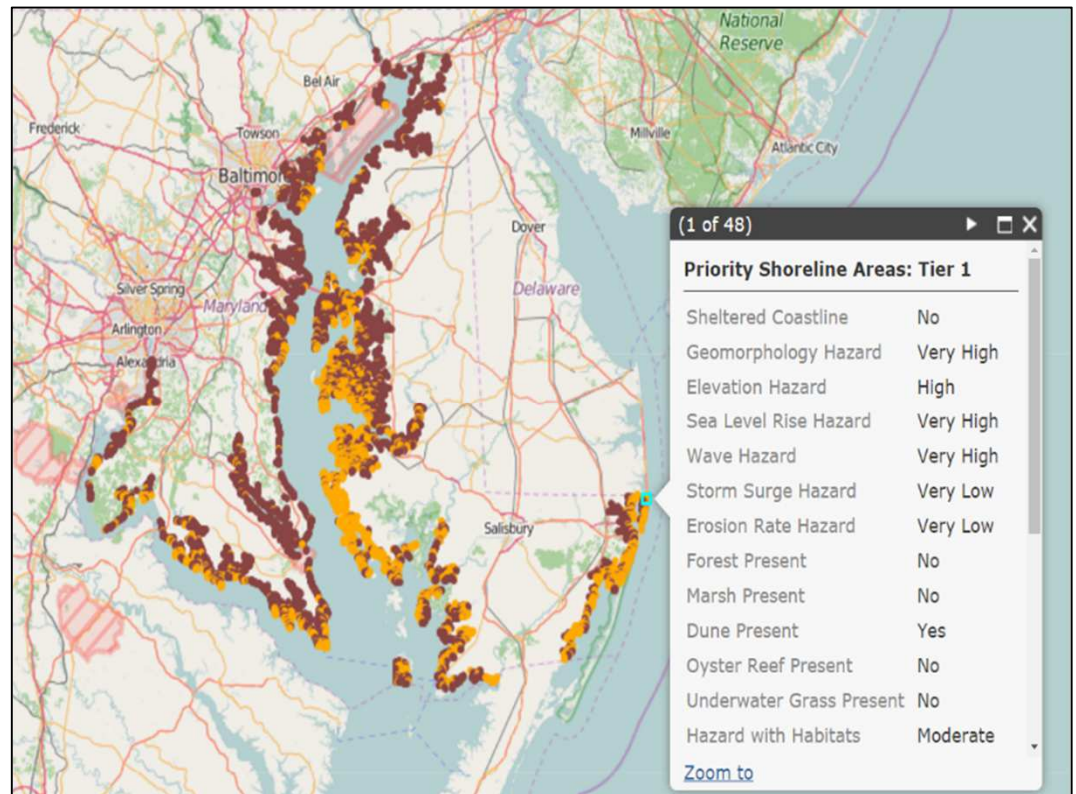 National
Reserve
Bel Air
Frederick
Towson
Millville
Atlantic City
Baltimor
Dover
(1 of 48)
Priority Shoreline Areas: Tier 1
Silver Spring
Maryland
Delaware
Arlington
Alexandria
Salisbury
Sheltered Coastline No
Geomorphology Hazard Very High
Elevation Hazard High
Sea Level Rise Hazard Very High
Wave Hazard Very High
Storm Surge Hazard Very Low
Erosion Rate Hazard Very Low
Forest Present No
Marsh Present No
Dune Present Yes
Oyster Reef Present No
Underwater Grass Present No
Hazard with Habitats Moderate
Zoom to